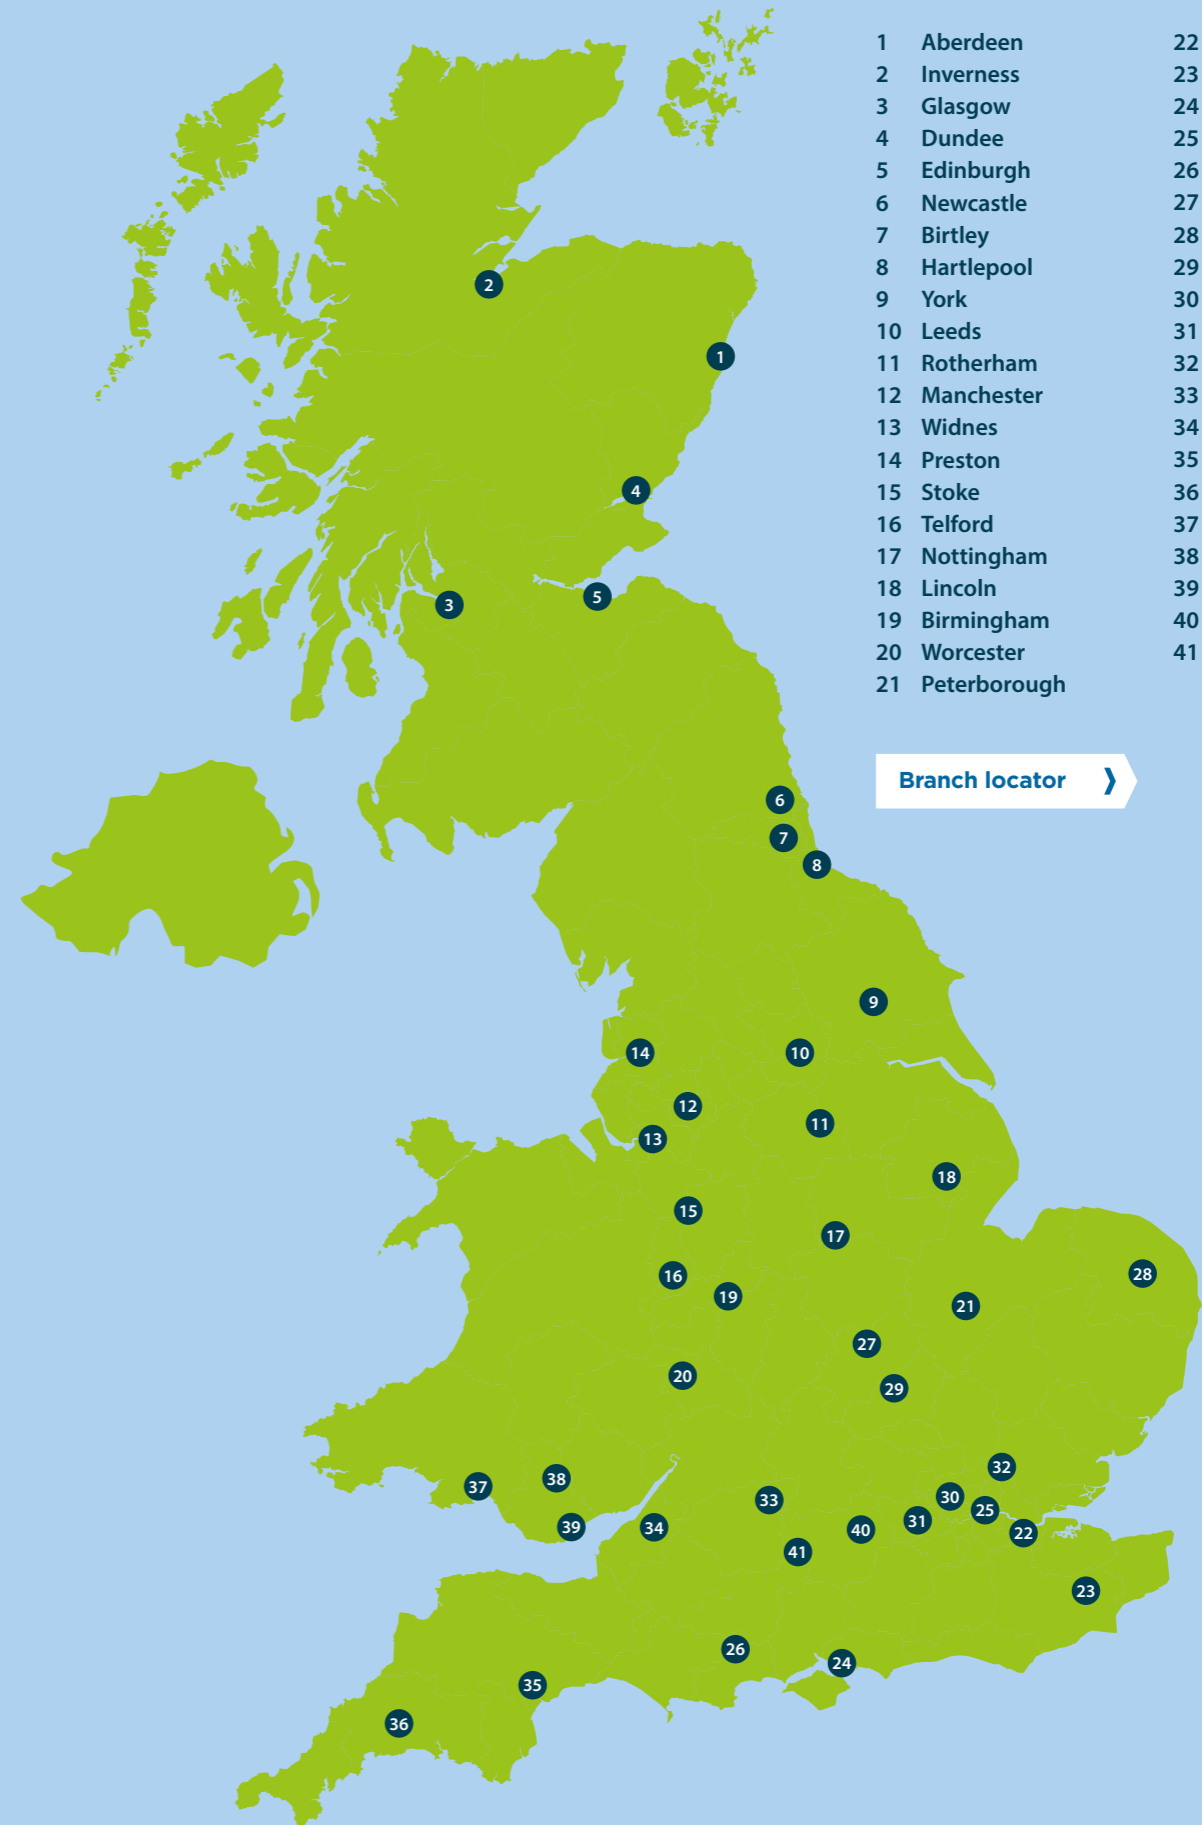 1 Aberdeen 22
2 Inverness 23
3 Glasgow 24
4 Dundee 25
5 Edinburgh 26
6 Newcastle 27
7 Birtley 28
8 Hartlepool 29
9 York 30
10 Leeds 31
11 Rotherham 32
12 Manchester 33
13 Widnes 34
14 Preston 35
15 Stoke 36
16 Telford 37
17 Nottingham 38
18 Lincoln 39
19 Birmingham 40
20 Worcester 41
21 Peterborough
Branch locator
2
1
4
5
3
6
7
8
9
14
10
12
11
13
18
15
17
28
16
19
21
27
20
29
32
38
37
30
33
25
31
39
34
40
22
41
23
26
24
35
36